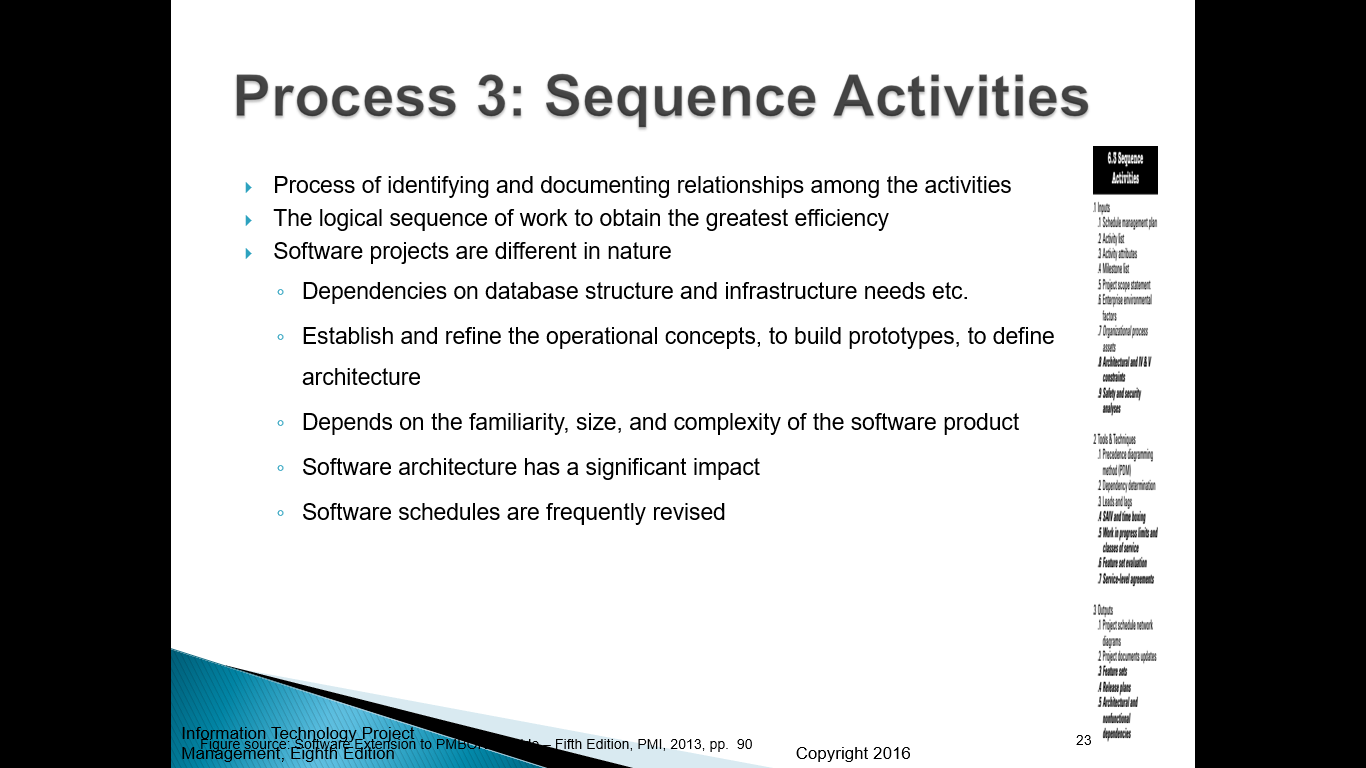 Process 3: Sequence Activities
Process of identifying and documenting relationships among the activities
The logical sequence of work to obtain the greatest efficiency
Software projects are different in nature
Dependencies on database structure and infrastructure needs etc.
Establish and refine the operational concepts, to build prototypes, to define
architecture
Depends on the familiarity, size, and complexity of the software product
Software architecture has a significant impact
Software schedules are frequently revised
6.3 Sequence
Activities
.1 Inputs
.1 Schedule management plan
.2 Activity list
.3 Activity attributes
.4 Milestone list
.5 Project scope statement
.6 Enterprise environmental
factors
.7 Organizational process
assets
.8 Architectural and IV & V
constraints
.9 Safety and security
analyses
.2 Tools & Techniques
.1 Precedence diagramming
method (PDM)
.2 Dependency determination
.3 Leads and lags
.4 SAIV and time boxing
.5 Work in progress limits and
classes of service
.6 Feature set evaluation
.7 Service-level agreements
.3 Outputs
.1 Project schedule network
diagrams
.2 Project documents updates
.3 Feature sets
.4 Release plans
.5 Architectural and
nonfunctional
dependencies
Information Technology Project
Management, Eighth Edition
Figure source: Software Extension to – Fifth Edition, PMI, 2013, pp. 90
Copyright 2016
23